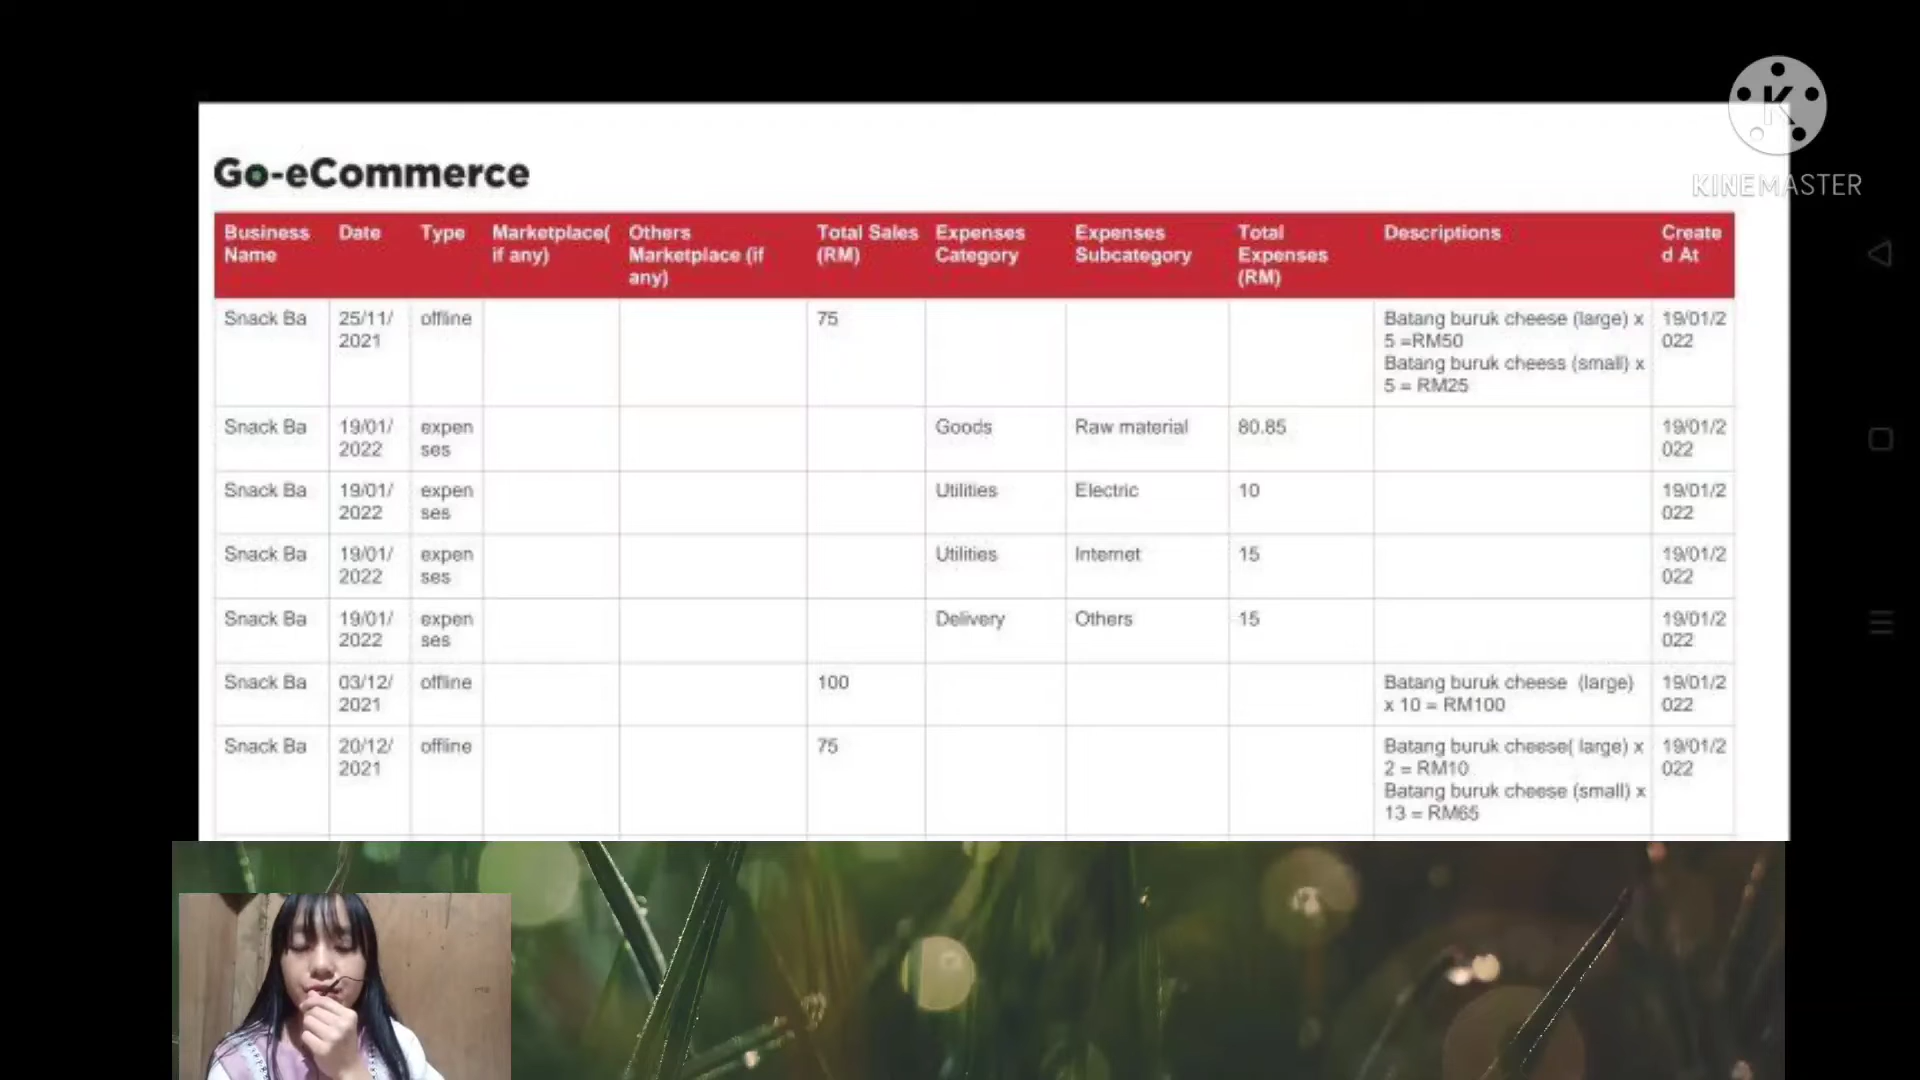 KINEMASTER
Go-eCommerce
Business Name | Date | Type | Marketplace( if any) | Others Marketplace (if any) | Total Sales (RM) | Expenses Category | Expenses Subcategory | Total Expenses (RM) | Descriptions | Create d At
Snack Ba | 25/11/ 2021 | offline | 75 | Batang buruk cheese (large) x 5 =RM50 Batang buruk cheess (small) x 5 = RM25 | 19/01/2 022
Snack Ba | 19/01/ 2022 | expen ses | Goods | Raw material | 80.85 | 19/01/2 022
Snack Ba | 19/01/ 2022 | expen ses | Utilities | Electric | 10 | 19/01/2 022
Snack Ba | 19/01/ 2022 | expen ses | Utilities | Internet | 15 | 19/01/2 022
Snack Ba | 19/01/ 2022 | expen ses | Delivery | Others | 15 | 19/01/2 022
Snack Ba | 03/12/ 2021 | offline | 100 | Batang buruk cheese (large) x 10 = RM100 | 19/01/2 022
Snack Ba | 20/12/ 2021 | offline | 75 | Batang buruk cheese( large) x 2 = RM10 Batang buruk cheese (small) x 13 = RM65 | 19/01/2 022